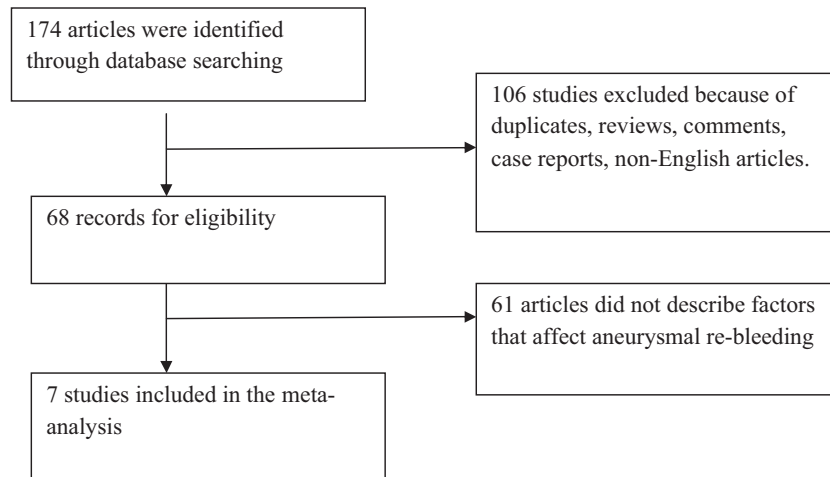 174 articles were identified
through database searching
106 studies excluded because of
duplicates, reviews, comments,
case reports, non-English articles.
68 records for eligibility
61 articles did not describe factors
that affect aneurysmal re-bleeding
7 studies included in the meta-
analysis